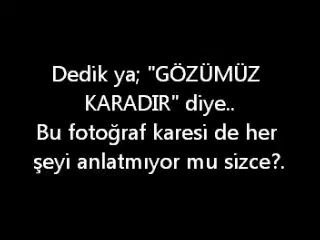 Dedik ya; "GÖZÜMÜZ
KARADIR" diye..
Bu fotoğraf karesi de her
şeyi anlatmıyor mu sizce?.